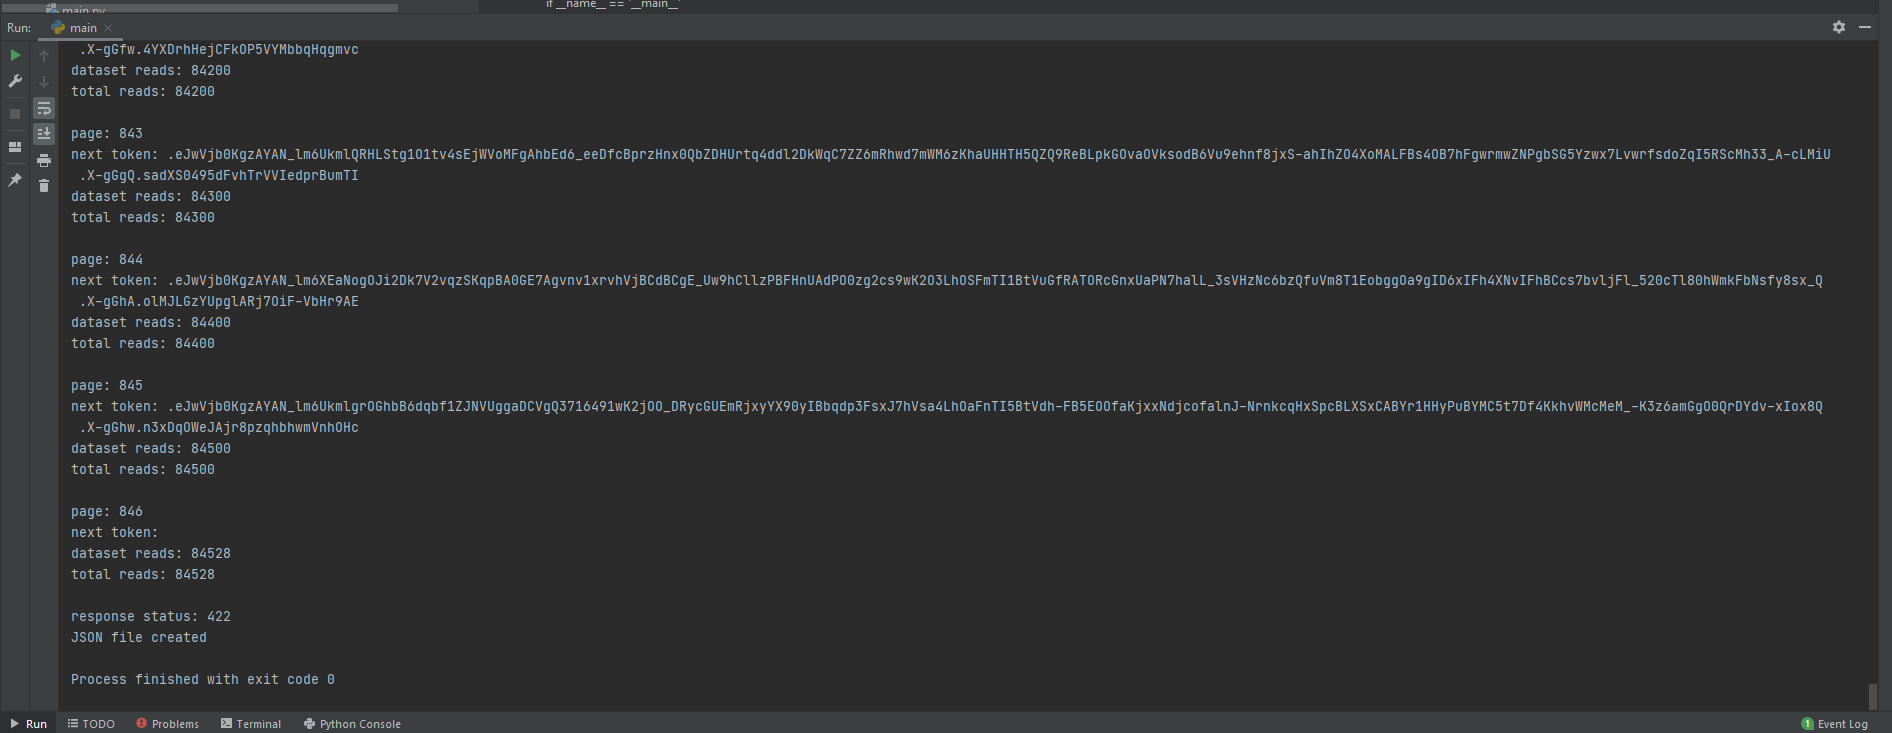 main.py
if __name__ == '__main__'
Run: main
.X-gGfw.4YXDrhHejCFkOP5VYMbbqHqgmvc
dataset reads: 84200
total reads: 84200
page: 843
next token: .eJwVjb0KgzAYAN_lm6UkmlQRHLStg1O1tv4sEjWVoMFgAhbEd6_eeDfcBprzHnx0QbZDHUrtq4ddl2DkWqC7ZZ6mRhwd7mWM6zKhaUHHTH5QZQ9ReBLpkGOvaOVksodB6Vu9ehnf8jxS-ahIhZO4XoMALFBs4OB7hFgwrmwZNPgbSG5Yzwx7LvwrfsdoZqI5RScMh33_A-cLMiU
.X-gGgQ.sadXS0495dFvhTrVVIedprBumTI
dataset reads: 84300
total reads: 84300
page: 844
next token: .eJwVjb0KgzAYAN_lm6XEaNogOJi2Dk7V2vqzSKqpBA0GE7Agvnv1xrvhVjBCdBCgE_Uw9hCllzPBFHnUAdPO0zg2cs9wK2O3LhOSFmTI1BtVuGfRATORcGnxUaPN7halL_3sVHzNc6bzQfuVm8T1EobggOa9gID6xIFh4XNvIFhBCcs7bvljFl_520cTl80hWmkFbNsfy8sx_Q
.X-gGhA.olMJLGzYUpglARj7OiF-VbHr9AE
dataset reads: 84400
total reads: 84400
page: 845
next token: .eJwVjb0KgzAYAN_lm6UkmlgrOGhbB6dqbf1ZJNVUggaDCVgQ3716491wK2jOO_DRycGUEmRjxyYX90yIBbqdp3FsxJ7hVsa4LhOaFnTI5BtVdh-FB5EOOfaKjxxNdjcofalnJ-NrnkcqHxSpcBLXSxCABYr1HHyPuBYMC5t7Df4KkhvWMcMeM_-K3z6amGgO0QrDYdv-xIox8Q
.X-gGhw.n3xDqOWeJAjr8pzqhbhwmVnhOHc
dataset reads: 84500
total reads: 84500
page: 846
next token:
dataset reads: 84528
total reads: 84528
response status: 422
JSON file created
Process finished with exit code 0
Run TODO Problems Terminal Python Console 1 Event Log